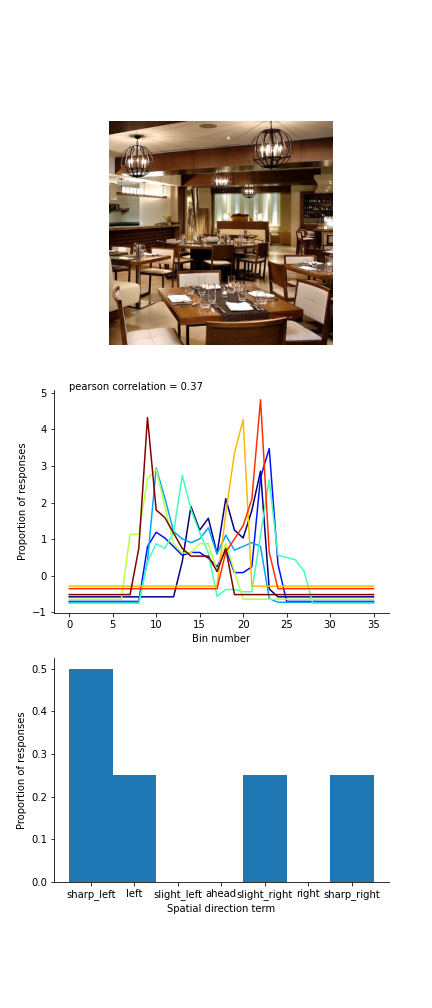 pearson correlation = 0.37
5
4
3
2
1
0
−1
Proportion of responses
0 5 10 15 20 25 30 35
Bin number
0.5
0.4
0.3
0.2
0.1
0.0
Proportion of responses
sharp_left left slight_left ahead slight_right right sharp_right
Spatial direction term